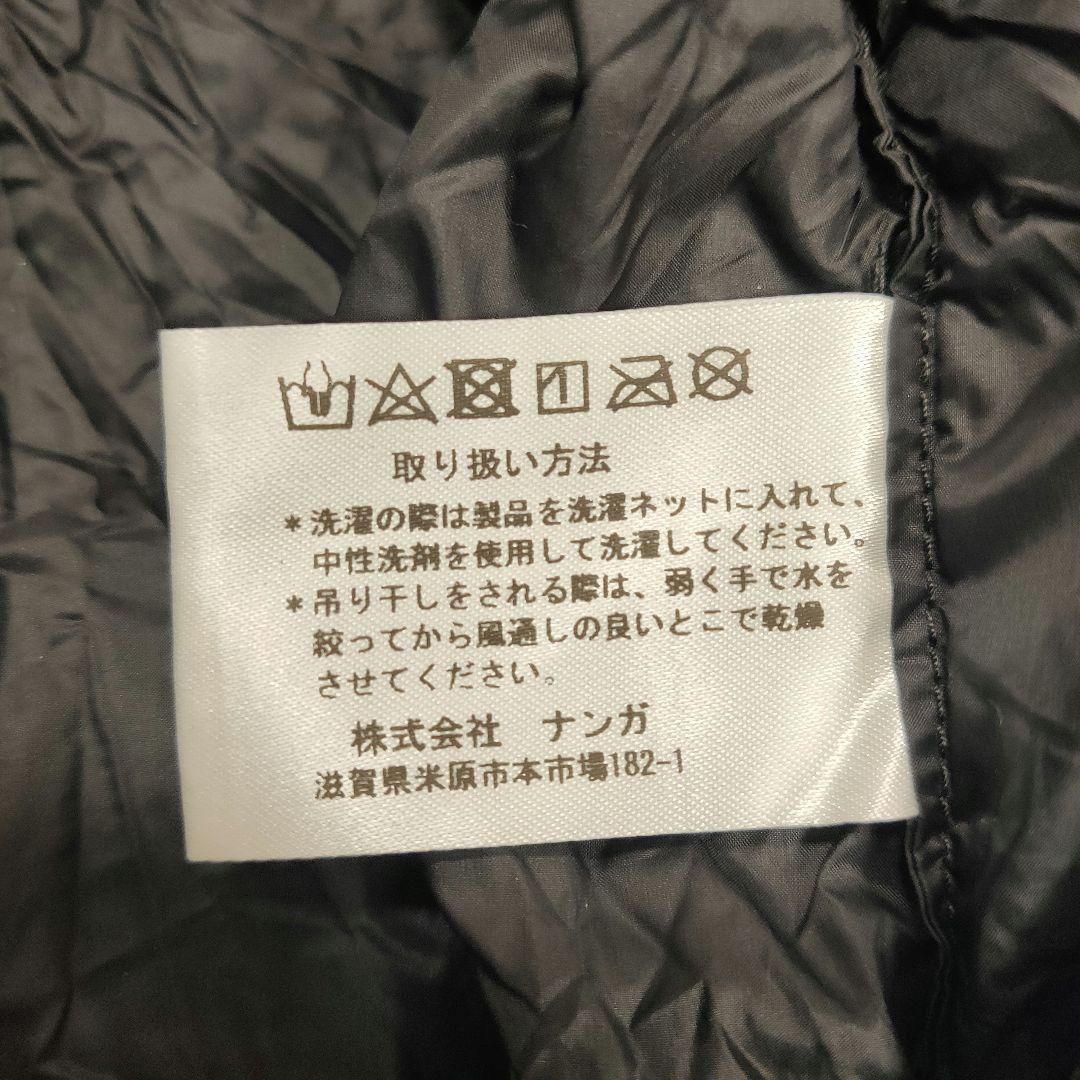 取り扱い方法
*洗濯の際は製品を洗濯ネットに入れて、
中性洗剤を使用して洗濯してください。
*吊り干しをされる際は、弱く手で水を
絞ってから風通しの良いとこで乾燥
させてください。
株式会社 ナンガ
滋賀県米原市本市場182-1